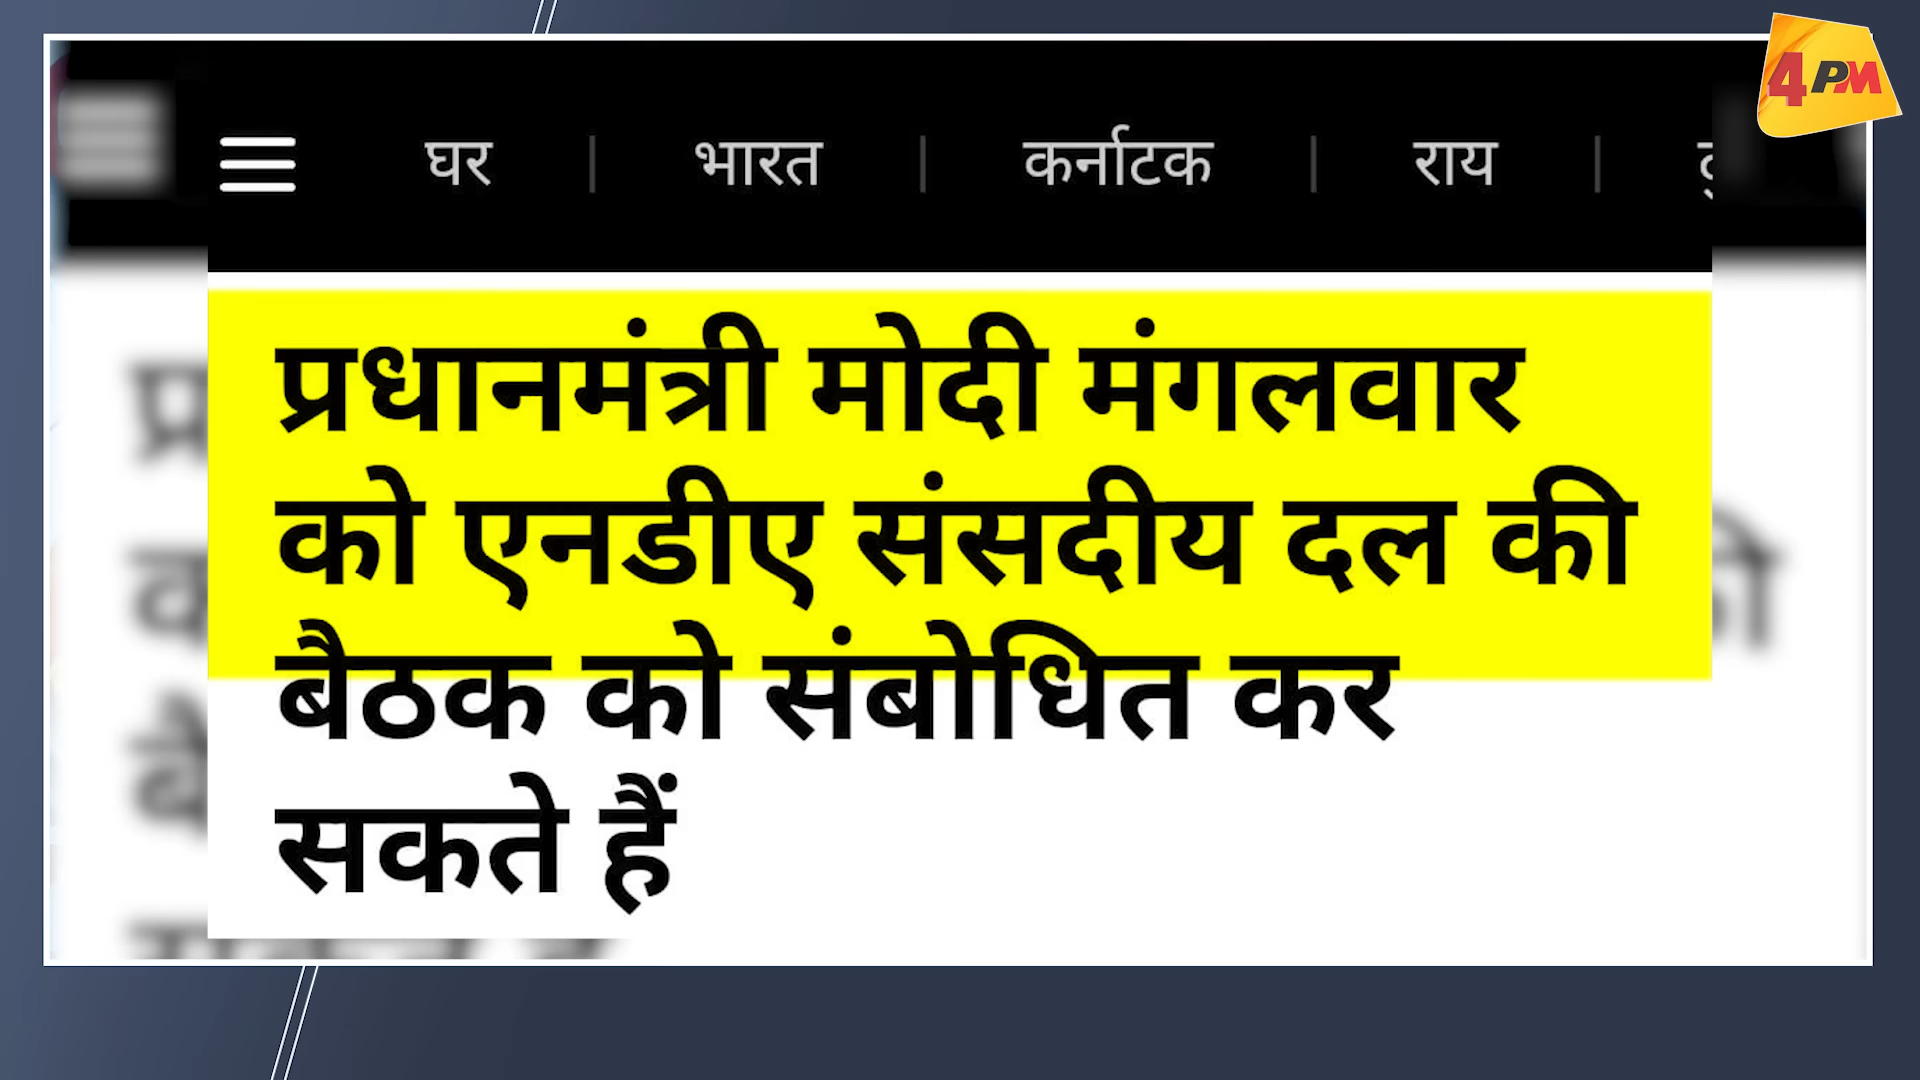 4PM
घर | भारत | कर्नाटक | राय |
प्रधानमंत्री मोदी मंगलवार
को एनडीए संसदीय दल की
बैठक को संबोधित कर
सकते हैं